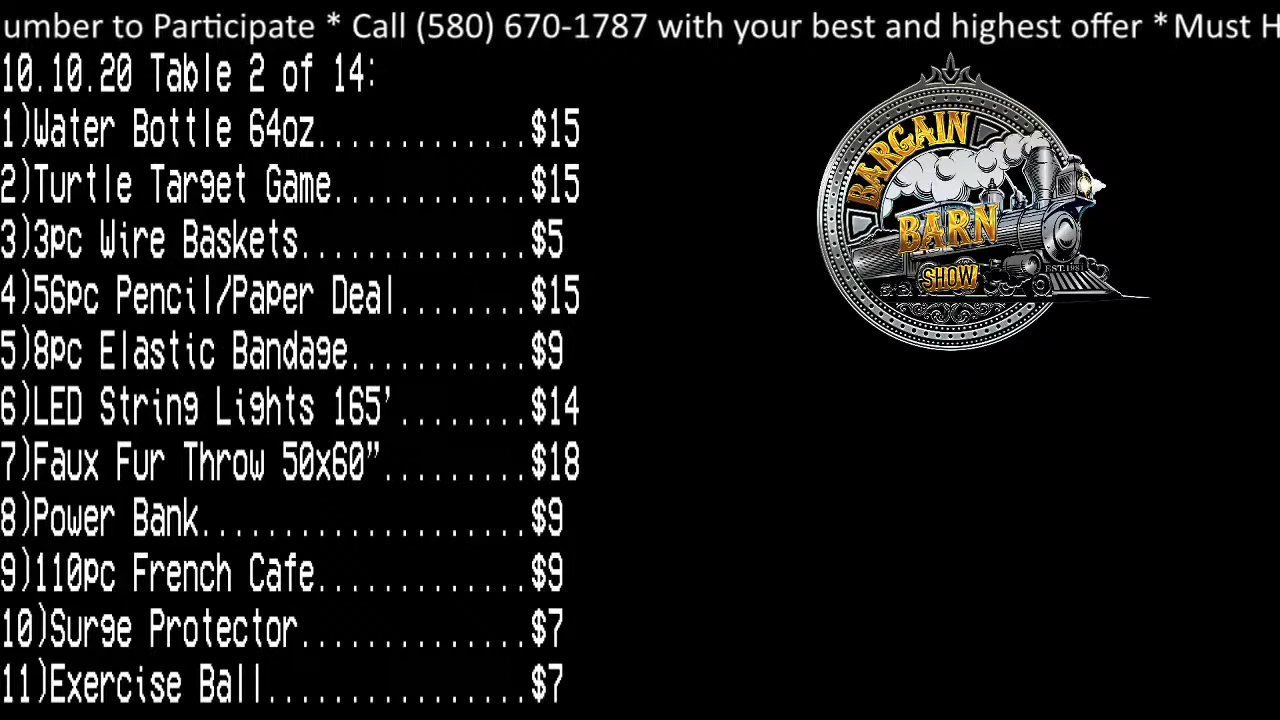 umber to Participate * Call (580) 670-1787 with your best and highest offer * Must H
10.10.20 Table 2 of 14:
1)Water Bottle 64oz.............$15
2)Turtle Target Game............$15
3)3pc Wire Baskets..............$5
4)56pc Pencil/Paper Deal........$15
5)8pc Elastic Bandage...........$9
6)LED String Lights 165'........$14
7)Faux Fur Throw 50x60".........$18
8)Power Bank....................$9
9)110pc French Cafe.............$9
10)Surge Protector..............$7
11)Exercise Ball................$7
BARGAIN
BARN
SHOW
EST. 1981